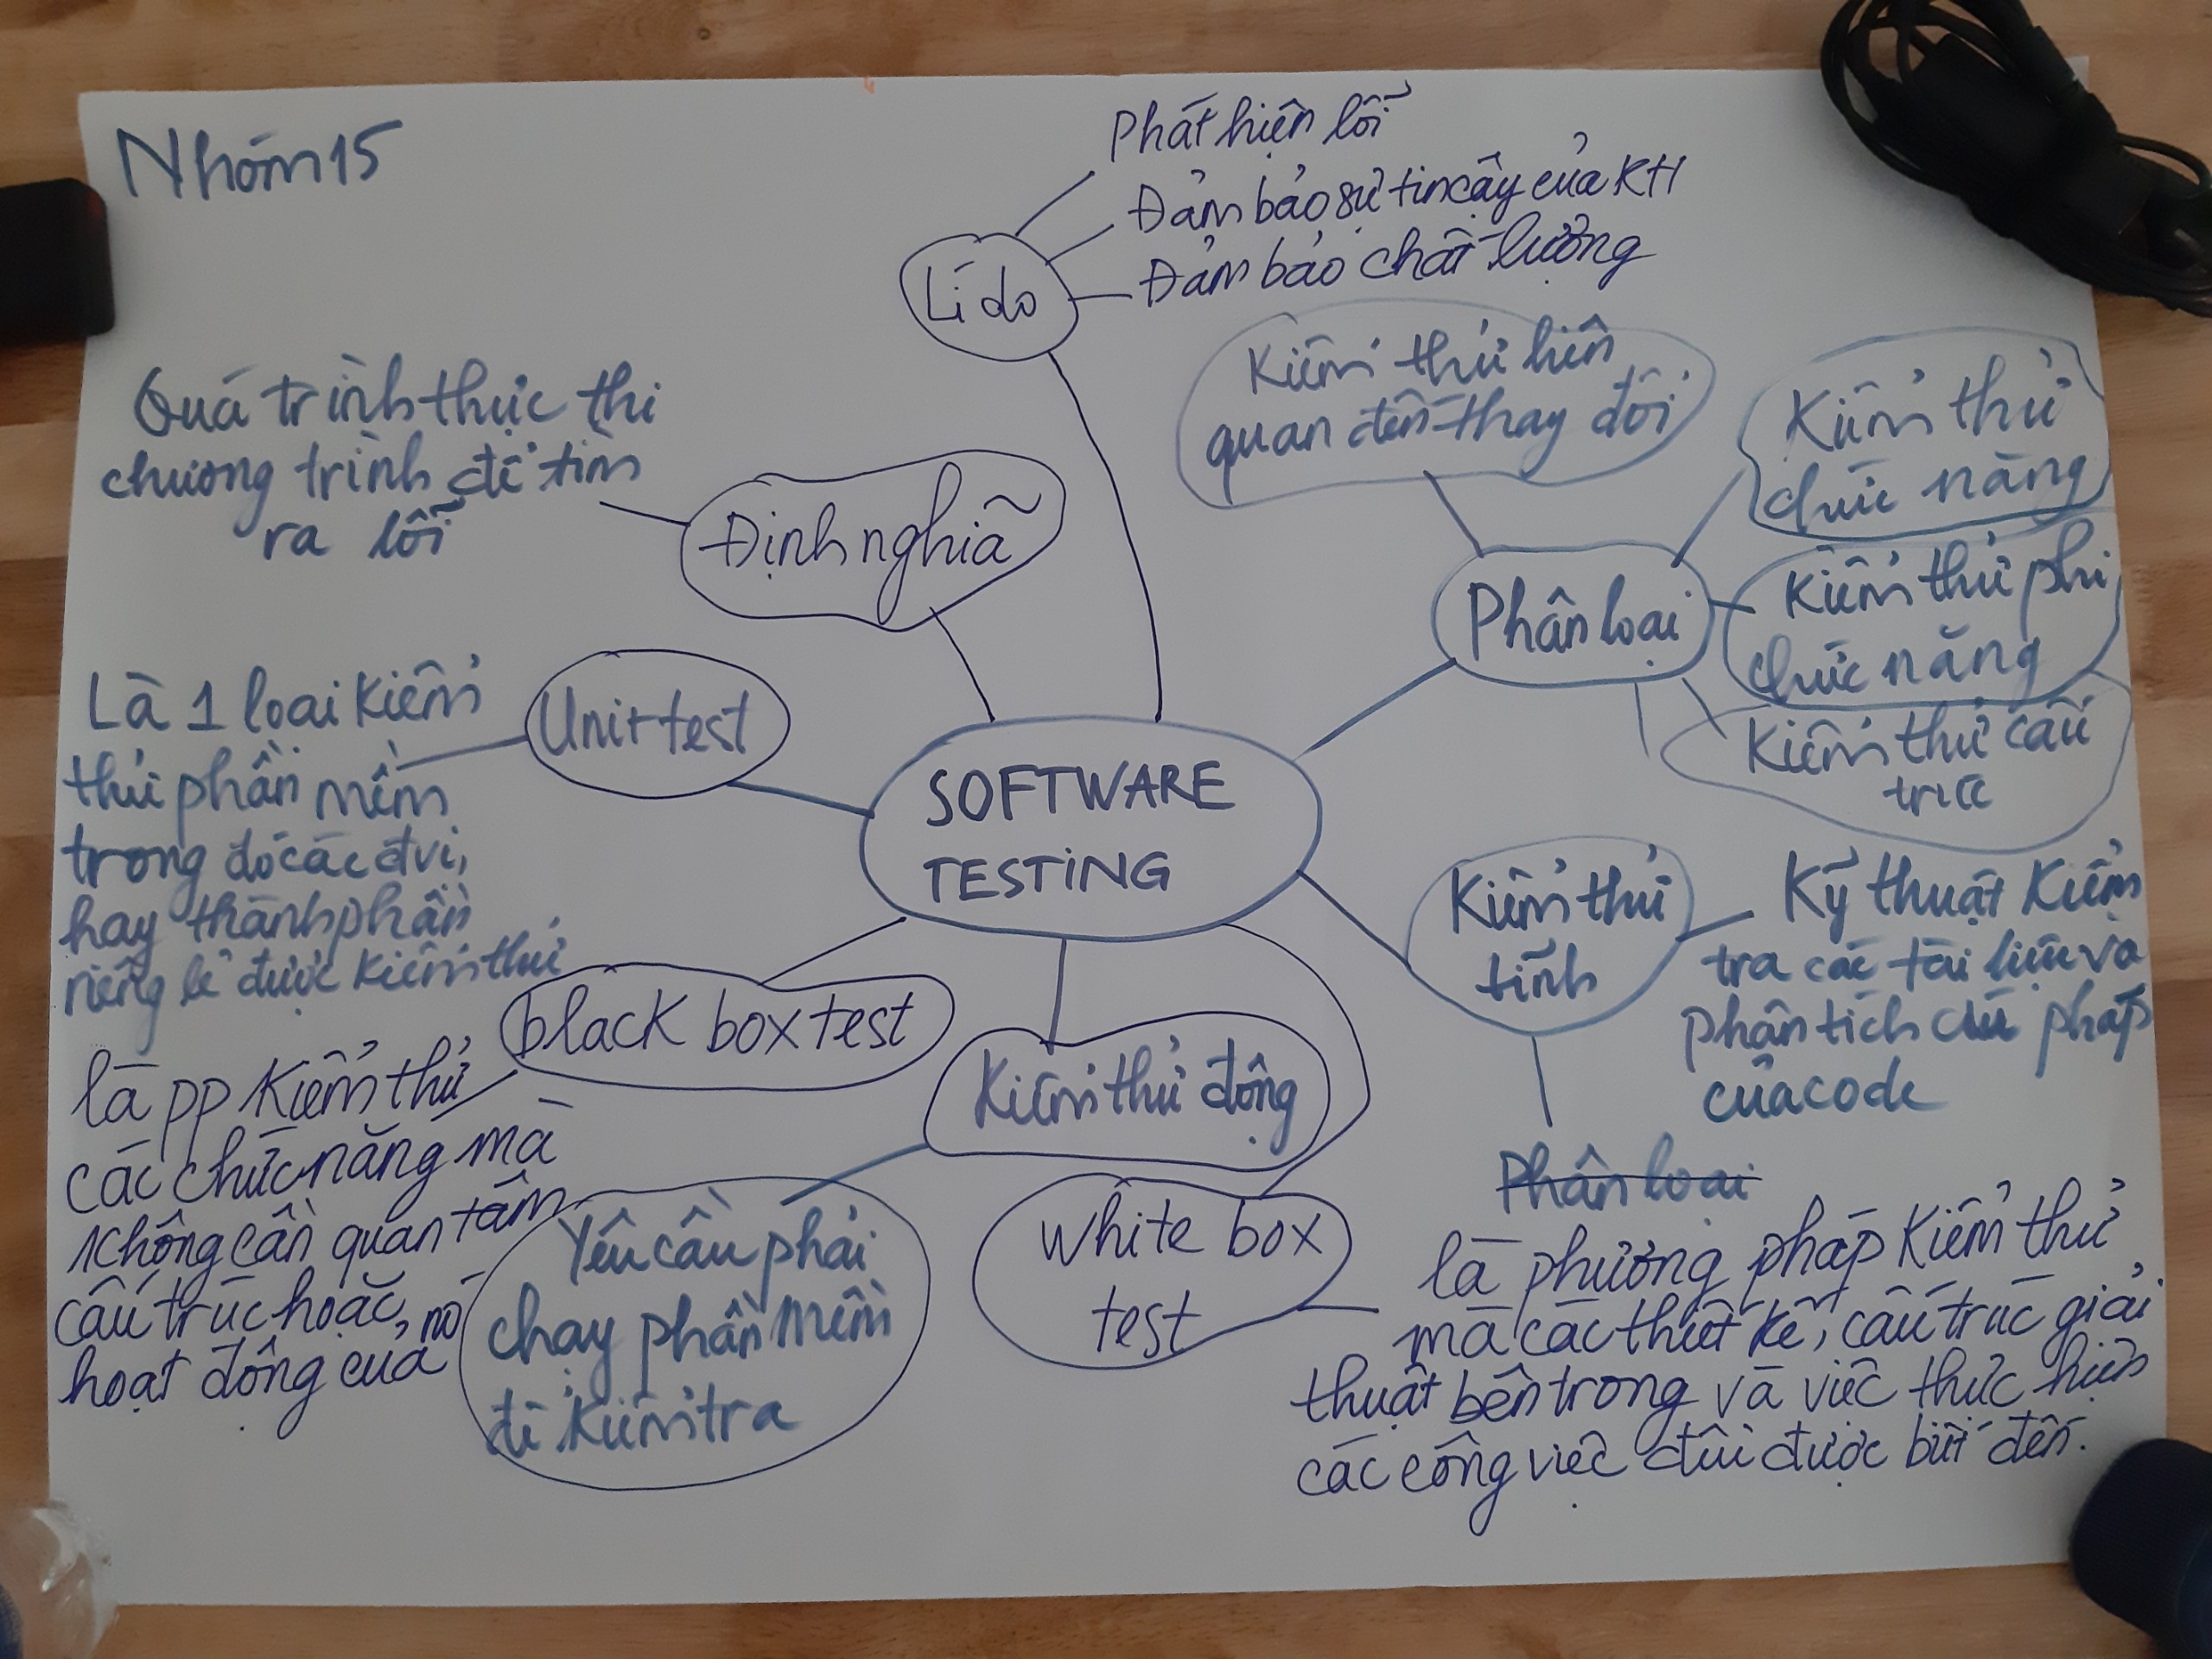 Nhóm 15
Phát hiện lỗi
Đảm bảo sự tin cậy của KH
Đảm bảo chất lượng
Lí do
Quá trình thực thi
chương trình để tìm
ra lỗi
Định nghĩa
Kiểm thử liên
quan đến thay đổi
Kiểm thử
chức năng
Phân loại
Kiểm thử phi
chức năng
Kiểm thử cấu
trúc
Là 1 loại kiểm
thử phần mềm
trong đó các đvị,
hay thành phần
riêng lẻ được kiểm thử
Unit test
SOFTWARE
TESTING
Kiểm thử
tĩnh
Kỹ thuật kiểm
tra các tài liệu và
phân tích cú pháp
của code
Phân loại
black box test
là pp kiểm thử
các chức năng mà
không cần quan tâm
cấu trúc hoặc
hoạt động của nó
Kiểm thử động
Yêu cầu phải
chạy phần mềm
để kiểm tra
White box
test
là phương pháp kiểm thử
mà các thiết kế, cấu trúc giải
thuật bên trong và việc thực hiện
các công việc đều được biết đến.